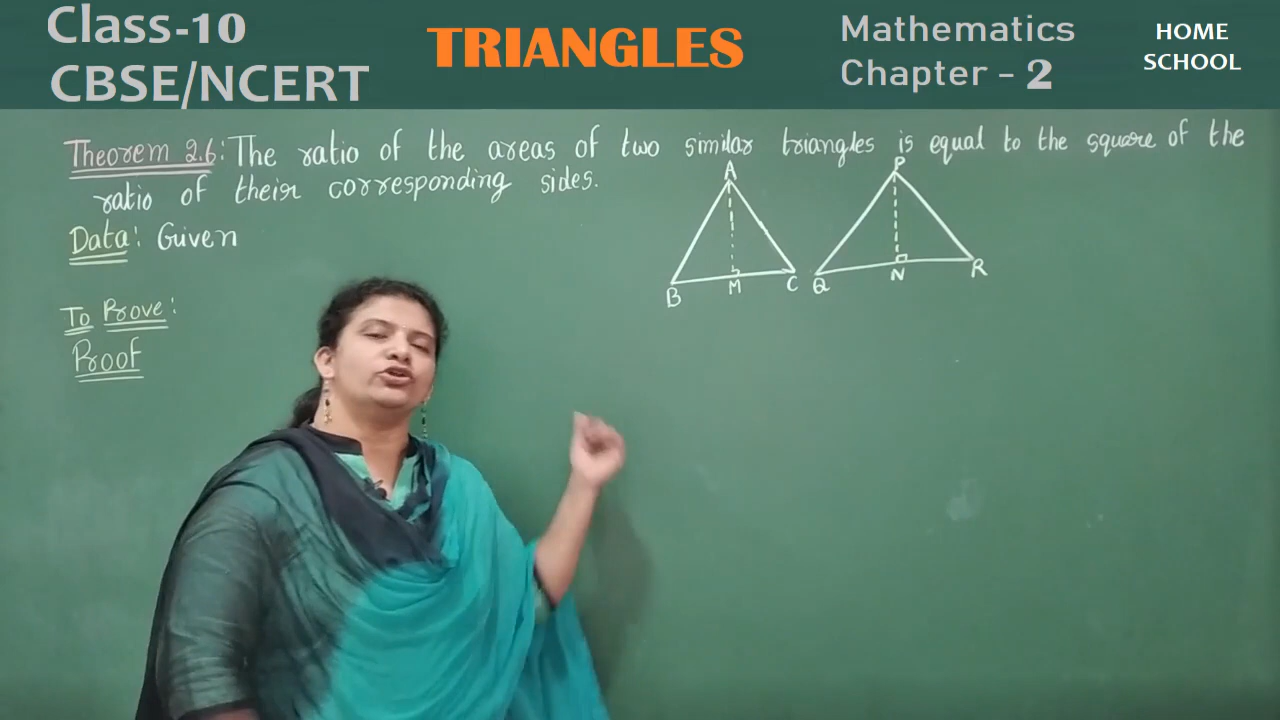 Class-10
CBSE/NCERT
TRIANGLES
Mathematics
Chapter - 2
HOME
SCHOOL
Theorem 2.6: The ratio of the areas of two similar triangles is equal to the square of the
ratio of their corresponding sides.
Data: Given
To Prove:
Proof
A
B
M
C
P
Q
N
R